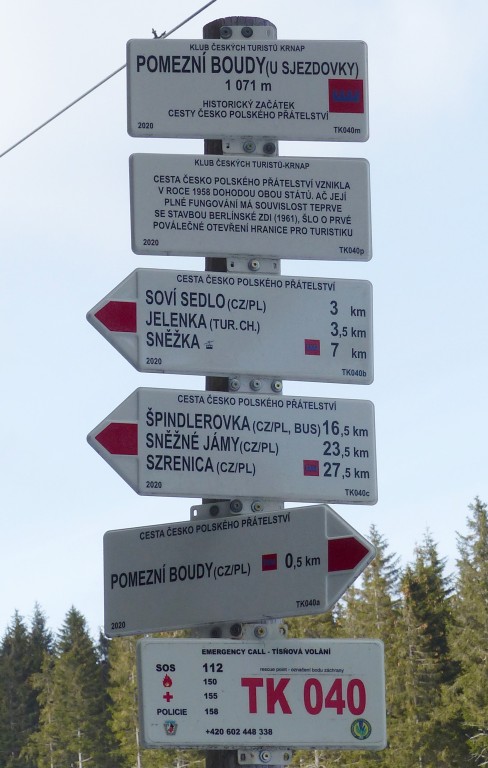 KLUB ČESKÝCH TURISTŮ KRNAP
POMEZNÍ BOUDY (U SJEZDOVKY)
1 071 m
HISTORICKÝ ZAČÁTEK
CESTY ČESKO POLSKÉHO PŘÁTELSTVÍ
2020 TK040m
KLUB ČESKÝCH TURISTŮ-KRNAP
CESTA ČESKO POLSKÉHO PŘÁTELSTVÍ VZNIKLA
V ROCE 1958 DOHODOU OBOU STÁTŮ. AČ JEJÍ
PLNÉ FUNGOVÁNÍ MÁ SOUVISLOST TEPRVE
SE STAVBOU BERLÍNSKÉ ZDI (1961), ŠLO O PRVÉ
POVÁLEČNÉ OTEVŘENÍ HRANICE PRO TURISTIKU
2020 TK040p
CESTA ČESKO POLSKÉHO PŘÁTELSTVÍ
SOVÍ SEDLO (CZ/PL) 3 km
JELENKA (TUR.CH.) 3,5 km
SNĚŽKA 7 km
2020 TK040b
CESTA ČESKO POLSKÉHO PŘÁTELSTVÍ
ŠPINDLEROVKA (CZ/PL, BUS) 16,5 km
SNĚŽNÉ JÁMY (CZ/PL) 23,5 km
SZRENICA (CZ/PL) 27,5 km
2020 TK040c
CESTA ČESKO POLSKÉHO PŘÁTELSTVÍ
POMEZNÍ BOUDY (CZ/PL) 0,5 km
2020 TK040a
EMERGENCY CALL - TÍSŇOVÁ VOLÁNÍ
SOS 112 rescue point - označení bodu záchrany
150
155
POLICIE 158
TK 040
+420 602 448 338